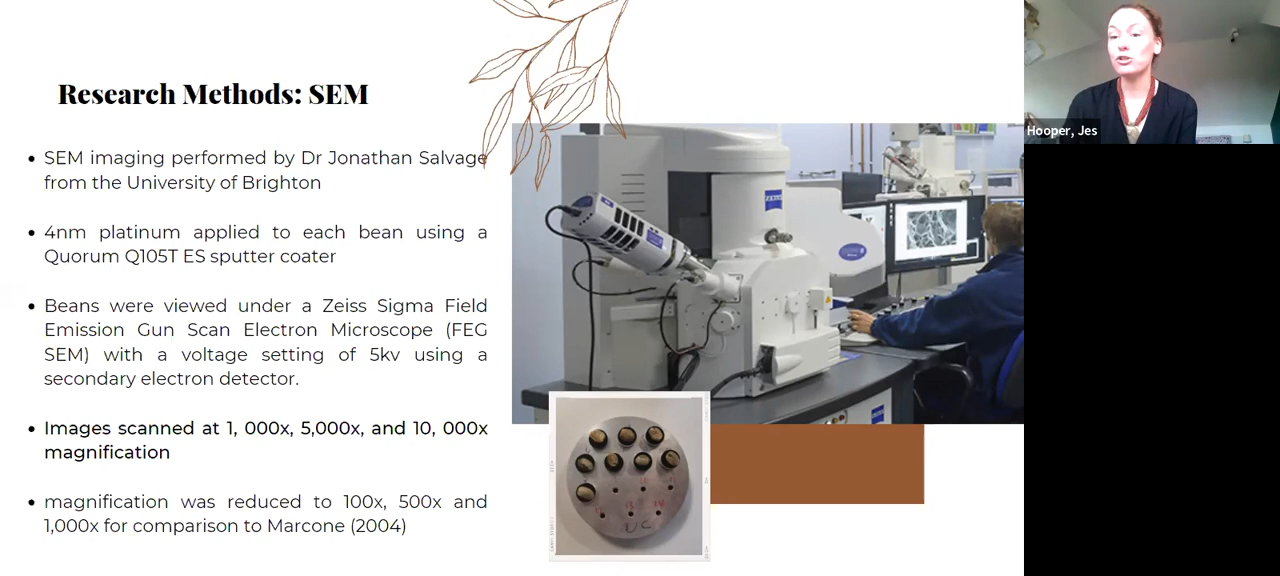 Research Methods: SEM
SEM imaging performed by Dr Jonathan Salvage
from the University of Brighton
4nm platinum applied to each bean using a
Quorum Q105T ES sputter coater
Beans were viewed under a Zeiss Sigma Field
Emission Gun Scan Electron Microscope (FEG
SEM) with a voltage setting of 5kv using a
secondary electron detector.
Images scanned at 1, 000x, 5,000x, and 10, 000x
magnification
magnification was reduced to 100x, 500x and
1,000x for comparison to Marcone (2004)
ZEISS
Hooper, Jes